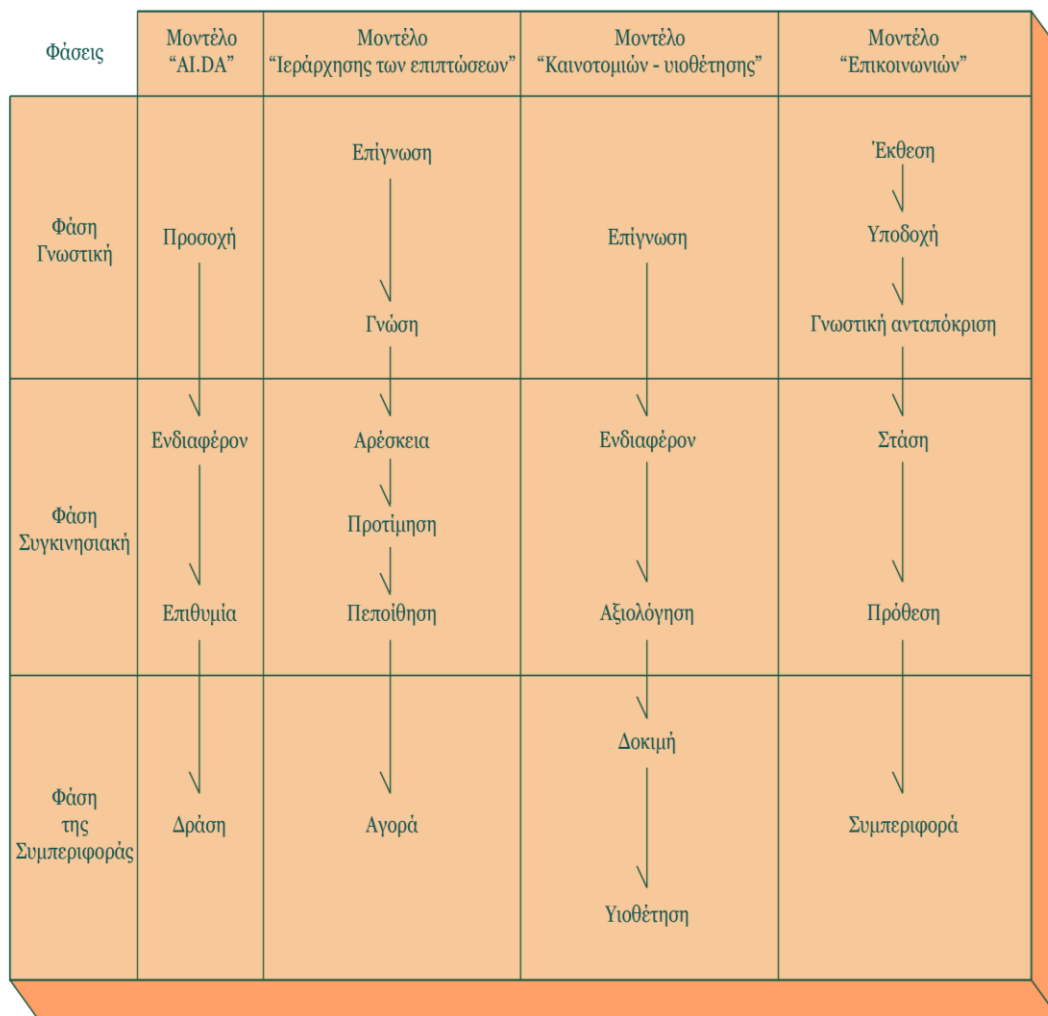 Φάσεις
Μοντέλο
“AI.DA”
Μοντέλο
“Ιεράρχησης των επιπτώσεων”
Μοντέλο
“Καινοτομιών - υιοθέτησης”
Μοντέλο
“Επικοινωνιών”
Φάση
Γνωστική
Προσοχή
Επίγνωση
Γνώση
Επίγνωση
Έκθεση
Υποδοχή
Γνωστική ανταπόκριση
Φάση
Συγκινησιακή
Ενδιαφέρον
Επιθυμία
Αρέσκεια
Προτίμηση
Πεποίθηση
Ενδιαφέρον
Αξιολόγηση
Στάση
Πρόθεση
Φάση
της
Συμπεριφοράς
Δράση
Αγορά
Δοκιμή
Υιοθέτηση
Συμπεριφορά